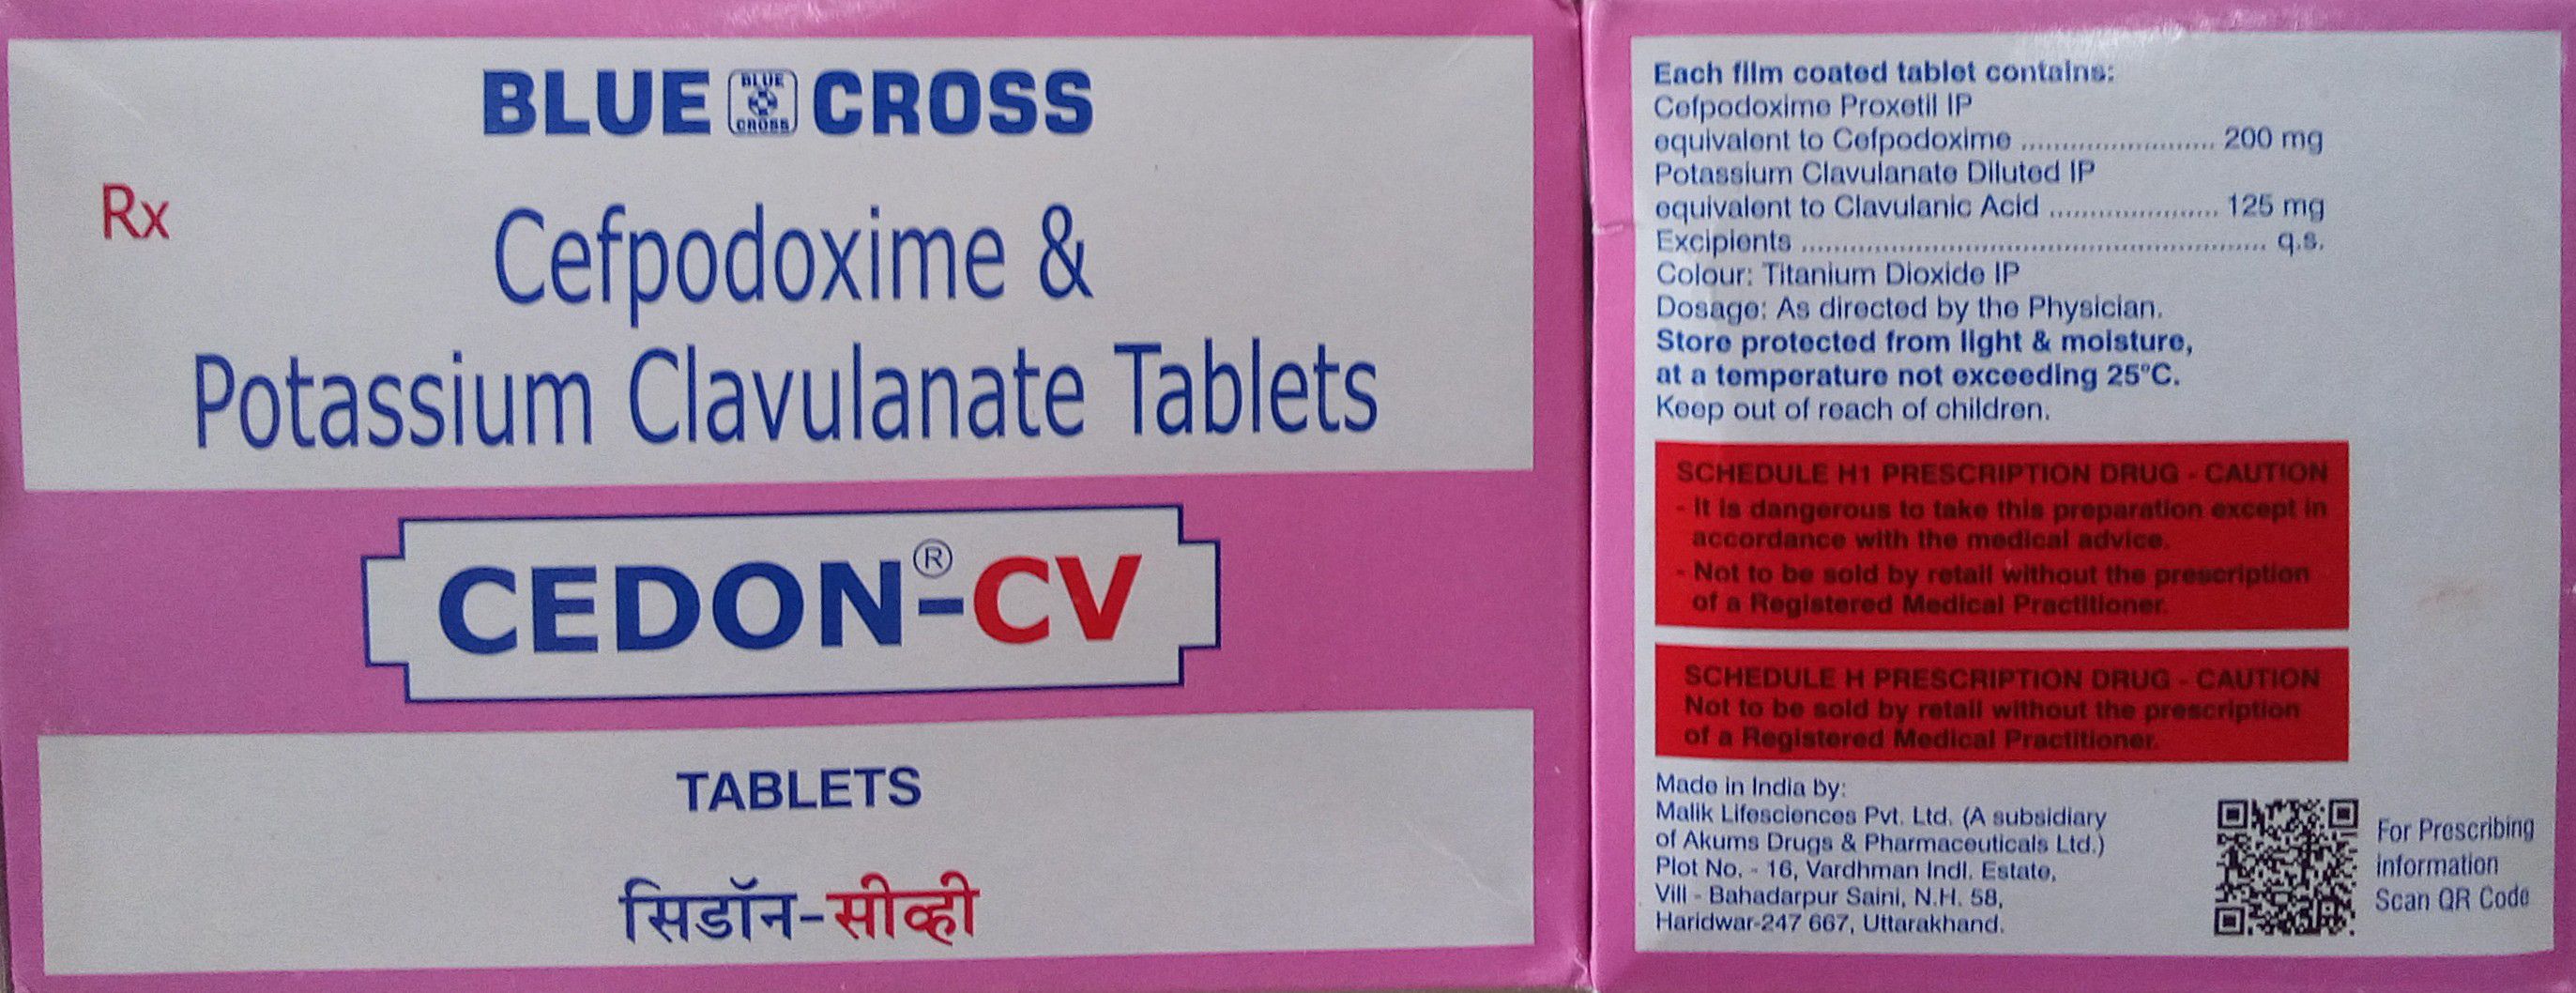 BLUE BLUE CROSS CROSS
Rx
Cefpodoxime &
Potassium Clavulanate Tablets
CEDON®-CV
TABLETS
सिडॉन-सीव्ही
Each film coated tablet contains:
Cefpodoxime Proxetil IP
equivalent to Cefpodoxime ........................ 200 mg
Potassium Clavulanate Diluted IP
equivalent to Clavulanic Acid ..................... 125 mg
Excipients ......................................................... q.s.
Colour: Titanium Dioxide IP
Dosage: As directed by the Physician.
Store protected from light & moisture,
at a temperature not exceeding 25°C.
Keep out of reach of children.
SCHEDULE H1 PRESCRIPTION DRUG - CAUTION
- It is dangerous to take this preparation except in
accordance with the medical advice.
- Not to be sold by retail without the prescription
of a Registered Medical Practitioner.
SCHEDULE H PRESCRIPTION DRUG - CAUTION
Not to be sold by retail without the prescription
of a Registered Medical Practitioner.
Made in India by:
Malik Lifesciences Pvt. Ltd. (A subsidiary
of Akums Drugs & Pharmaceuticals Ltd.)
Plot No. - 16, Vardhman Indl. Estate,
Vill - Bahadarpur Saini, N.H. 58,
Haridwar-247 667, Uttarakhand.
For Prescribing
information
Scan QR Code